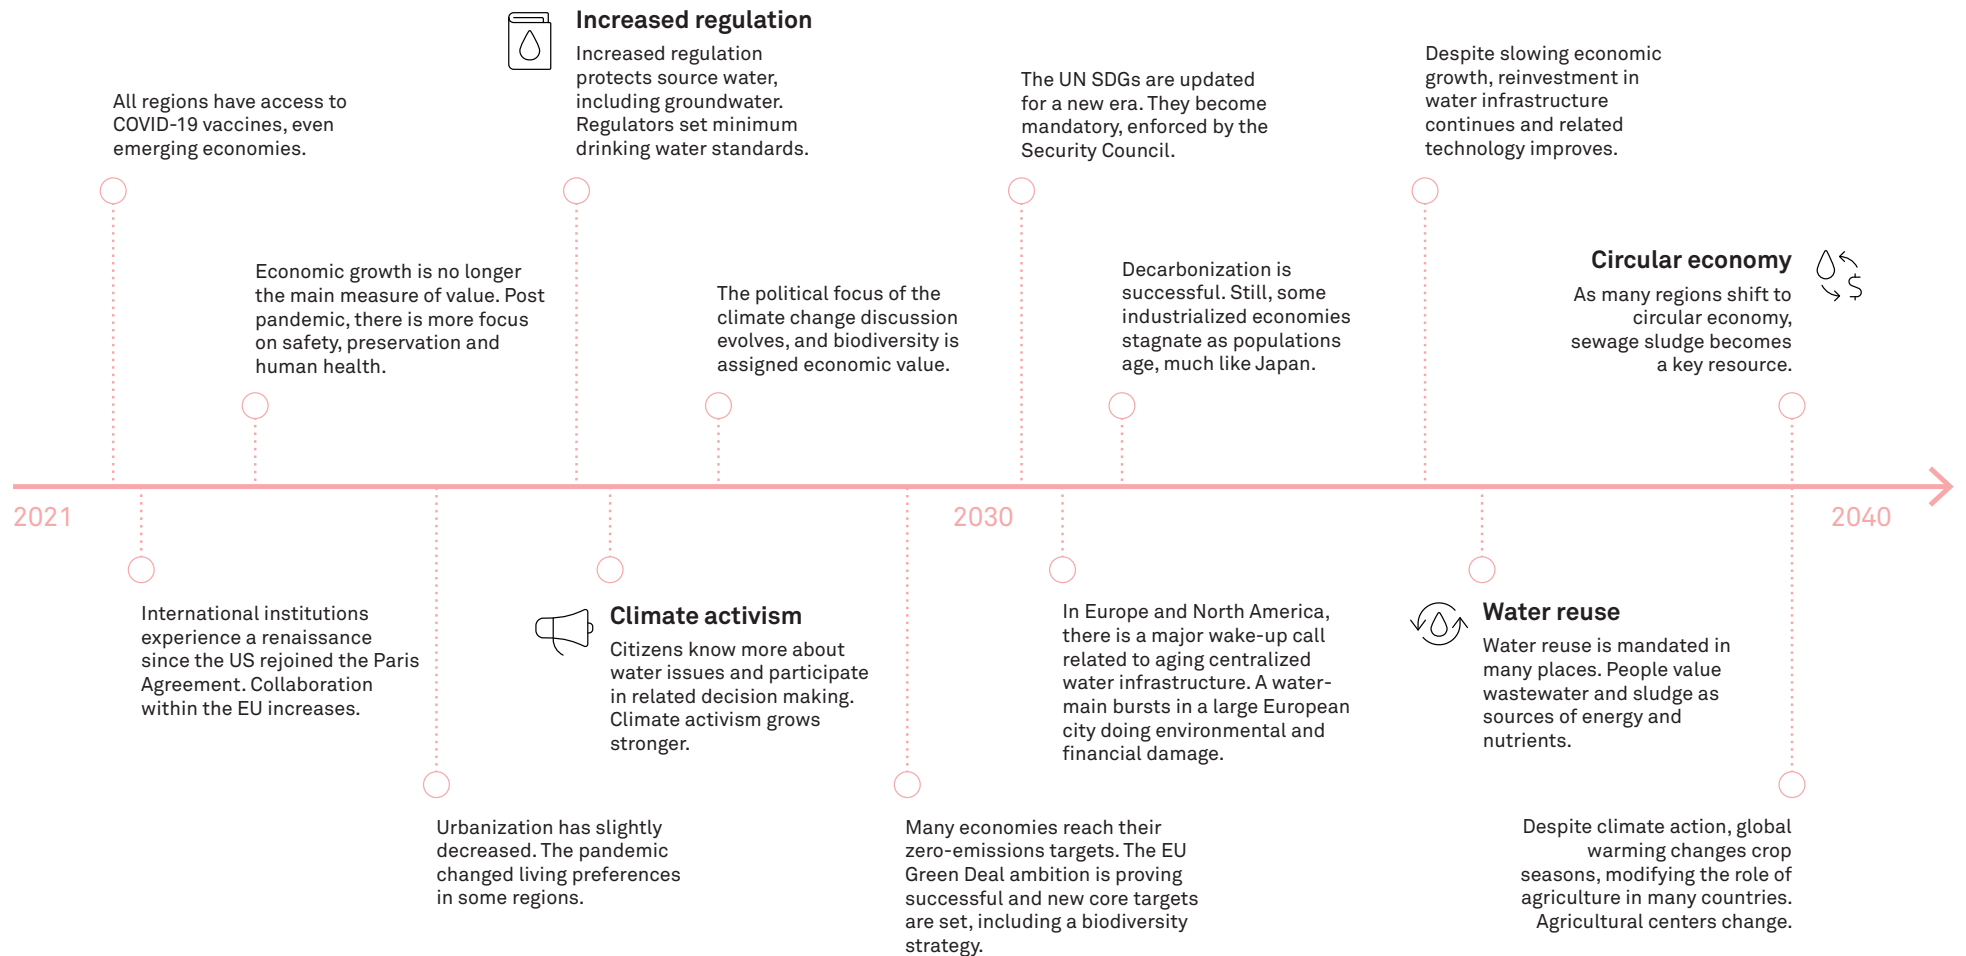 Increased regulation
Increased regulation
protects source water,
including groundwater.
Regulators set minimum
drinking water standards.
All regions have access to
COVID-19 vaccines, even
emerging economies.
The UN SDGs are updated
for a new era. They become
mandatory, enforced by the
Security Council.
Despite slowing economic
growth, reinvestment in
water infrastructure
continues and related
technology improves.
Economic growth is no longer
the main measure of value. Post
pandemic, there is more focus
on safety, preservation and
human health.
The political focus of the
climate change discussion
evolves, and biodiversity is
assigned economic value.
Decarbonization is
successful. Still, some
industrialized economies
stagnate as populations
age, much like Japan.
Circular economy
As many regions shift to
circular economy,
sewage sludge becomes
a key resource.
$
2021
2030
2040
International institutions
experience a renaissance
since the US rejoined the Paris
Agreement. Collaboration
within the EU increases.
Climate activism
Citizens know more about
water issues and participate
in related decision making.
Climate activism grows
stronger.
In Europe and North America,
there is a major wake-up call
related to aging centralized
water infrastructure. A water-
main bursts in a large European
city doing environmental and
financial damage.
Water reuse
Water reuse is mandated in
many places. People value
wastewater and sludge as
sources of energy and
nutrients.
Urbanization has slightly
decreased. The pandemic
changed living preferences
in some regions.
Many economies reach their
zero-emissions targets. The EU
Green Deal ambition is proving
successful and new core targets
are set, including a biodiversity
strategy.
Despite climate action, global
warming changes crop
seasons, modifying the role of
agriculture in many countries.
Agricultural centers change.